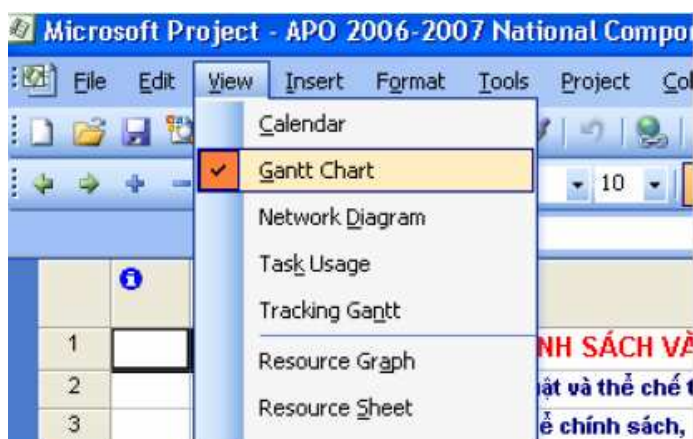 Microsoft Project - APO 2006-2007 National Compo
File Edit View Insert Format Tools Project Col
Calendar
Gantt Chart
10
Network Diagram
Task Usage
Tracking Gantt
1 NH SÁCH VÀ
Resource Graph
2 ật và thể chế t
Resource Sheet
3 ể chính sách,